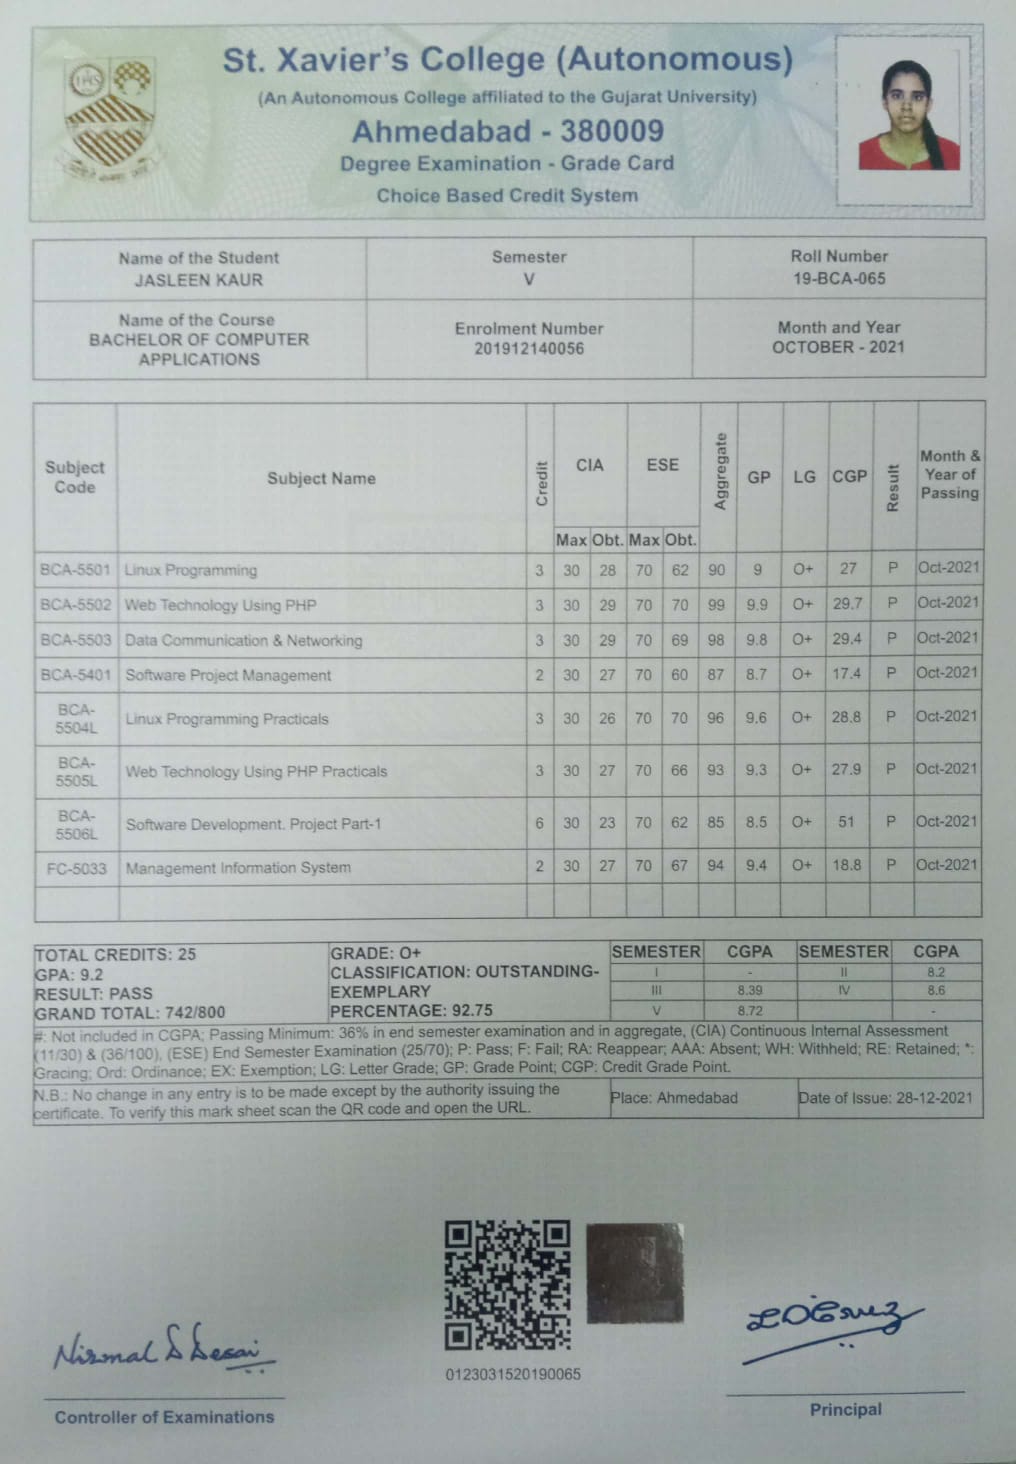 St. Xavier's College (Autonomous)
(An Autonomous College affiliated to the Gujarat University)
Ahmedabad - 380009
Degree Examination - Grade Card
Choice Based Credit System
Name of the Student
JASLEEN KAUR
Semester
V
Roll Number
19-BCA-065
Name of the Course
BACHELOR OF COMPUTER
APPLICATIONS
Enrolment Number
201912140056
Month and Year
OCTOBER - 2021
Subject Code Subject Name Credit CIA ESE Aggregate GP LG CGP Result Month & Year of Passing
Max Obt. Max Obt.
BCA-5501 Linux Programming 3 30 28 70 62 90 9 O+ 27 P Oct-2021
BCA-5502 Web Technology Using PHP 3 30 29 70 70 99 9.9 O+ 29.7 P Oct-2021
BCA-5503 Data Communication & Networking 3 30 29 70 69 98 9.8 O+ 29.4 P Oct-2021
BCA-5401 Software Project Management 2 30 27 70 60 87 8.7 O+ 17.4 P Oct-2021
BCA-5504L Linux Programming Practicals 3 30 26 70 70 96 9.6 O+ 28.8 P Oct-2021
BCA-5505L Web Technology Using PHP Practicals 3 30 27 70 66 93 9.3 O+ 27.9 P Oct-2021
BCA-5506L Software Development. Project Part-1 6 30 23 70 62 85 8.5 O+ 51 P Oct-2021
FC-5033 Management Information System 2 30 27 70 67 94 9.4 O+ 18.8 P Oct-2021
TOTAL CREDITS: 25
GPA: 9.2
RESULT: PASS
GRAND TOTAL: 742/800
GRADE: O+
CLASSIFICATION: OUTSTANDING-
EXEMPLARY
PERCENTAGE: 92.75
SEMESTER CGPA SEMESTER CGPA
I - II 8.2
III 8.39 IV 8.6
V 8.72 -
#: Not included in CGPA; Passing Minimum: 36% in end semester examination and in aggregate, (CIA) Continuous Internal Assessment
(11/30) & (36/100), (ESE) End Semester Examination (25/70); P: Pass; F: Fail; RA: Reappear; AAA: Absent; WH: Withheld; RE: Retained; *:
Gracing; Ord: Ordinance; EX: Exemption; LG: Letter Grade; GP: Grade Point; CGP: Credit Grade Point.
N.B.: No change in any entry is to be made except by the authority issuing the
certificate. To verify this mark sheet scan the QR code and open the URL.
Place: Ahmedabad
Date of Issue: 28-12-2021
0123031520190065
Nirmal D Desai
Controller of Examinations
Principal